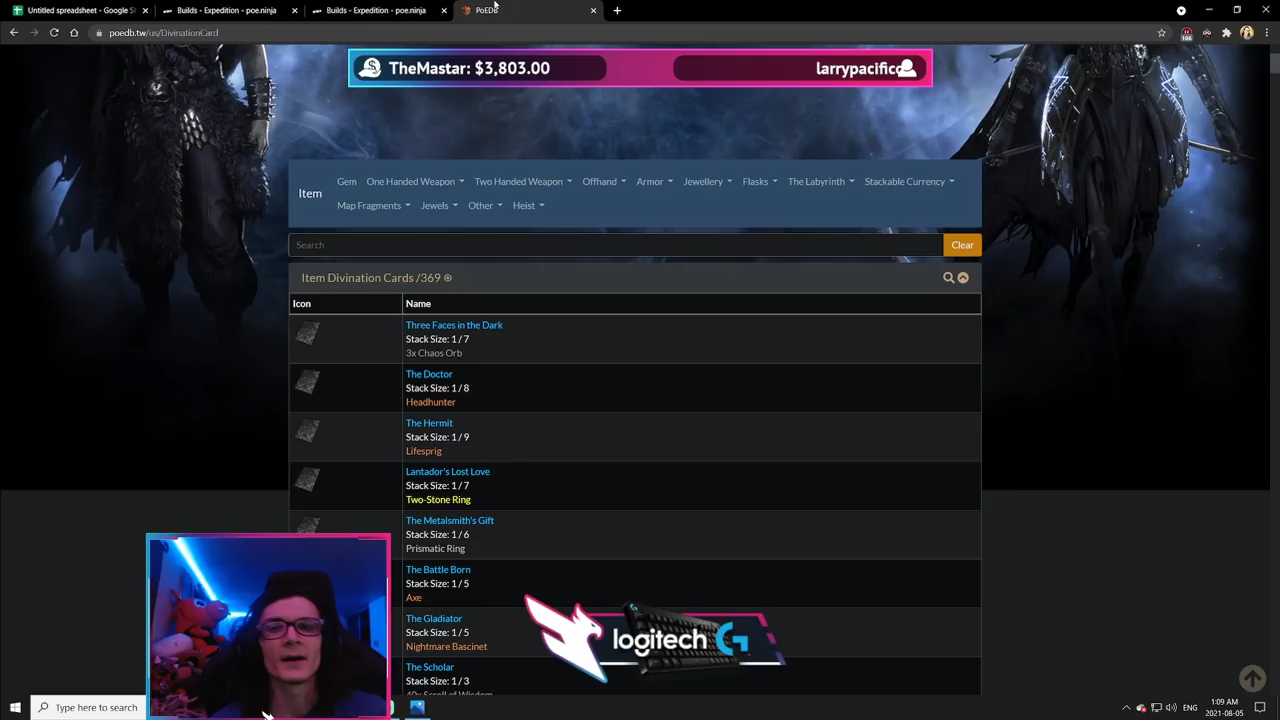 Untitled spreadsheet - Google S
Builds - Expedition - poe.ninja
Builds - Expedition - poe.ninja
PoEDB
poedb.tw/us/DivinationCard
106
TheMastar: $3,803.00
larrypacific
Item
Gem One Handed Weapon Two Handed Weapon Offhand Armor Jewellery Flasks The Labyrinth Stackable Currency
Map Fragments Jewels Other Heist
Search
Clear
Item Divination Cards /369
Icon Name
Three Faces in the Dark
Stack Size: 1 / 7
3x Chaos Orb
The Doctor
Stack Size: 1 / 8
Headhunter
The Hermit
Stack Size: 1 / 9
Lifesprig
Lantador's Lost Love
Stack Size: 1 / 7
Two-Stone Ring
The Metalsmith's Gift
Stack Size: 1 / 6
Prismatic Ring
The Battle Born
Stack Size: 1 / 5
Axe
The Gladiator
Stack Size: 1 / 5
Nightmare Bascinet
The Scholar
Stack Size: 1 / 3
40x Scroll of Wisdom
logitech G
Type here to search
ENG
1:09 AM
2021-08-05